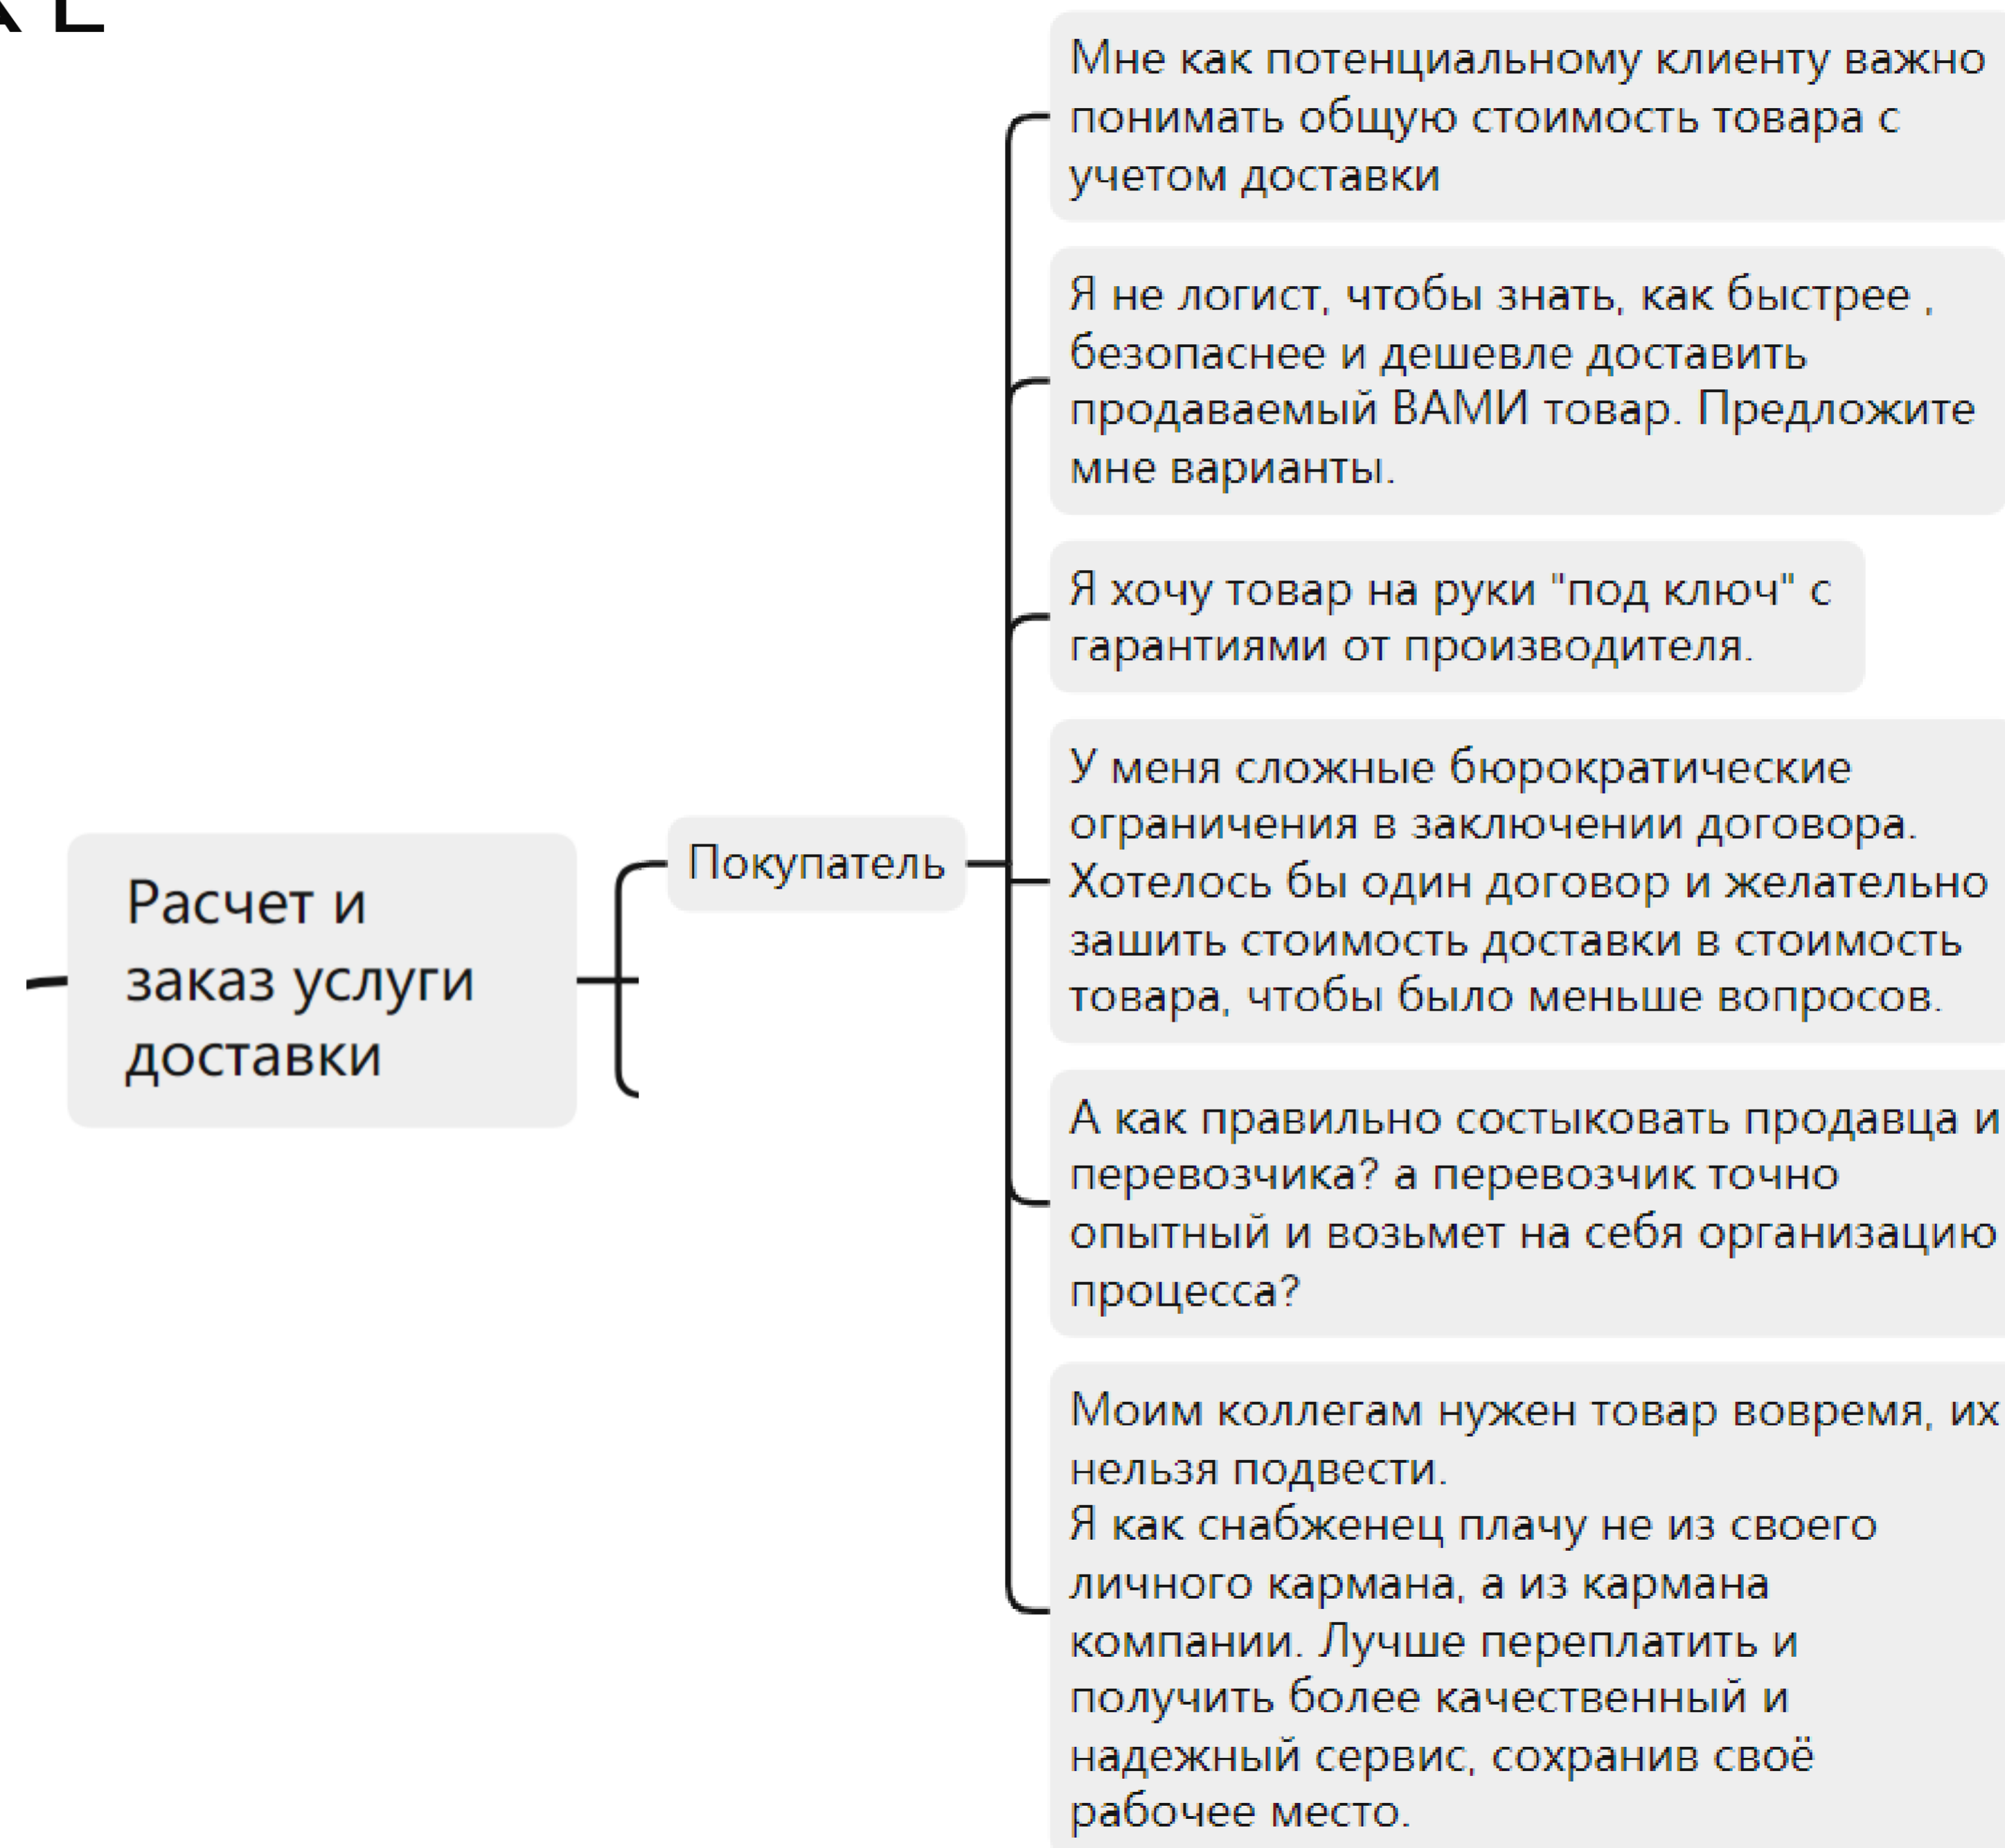 Мне как потенциальному клиенту важно
понимать общую стоимость товара с
учетом доставки
Я не логист, чтобы знать, как быстрее ,
безопаснее и дешевле доставить
продаваемый ВАМИ товар. Предложите
мне варианты.
Я хочу товар на руки "под ключ" с
гарантиями от производителя.
У меня сложные бюрократические
ограничения в заключении договора.
Хотелось бы один договор и желательно
зашить стоимость доставки в стоимость
товара, чтобы было меньше вопросов.
Покупатель
Расчет и
заказ услуги
доставки
А как правильно состыковать продавца и
перевозчика? а перевозчик точно
опытный и возьмет на себя организацию
процесса?
Моим коллегам нужен товар вовремя, их
нельзя подвести.
Я как снабженец плачу не из своего
личного кармана, а из кармана
компании. Лучше переплатить и
получить более качественный и
надежный сервис, сохранив своё
рабочее место.